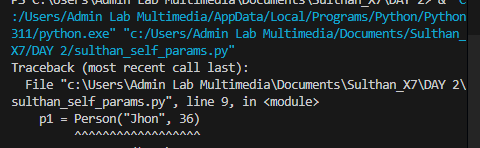 PS C:\Users\Admin Lab Multimedia\Documents\Sulthan_X7\DAY 2> & "c
:/Users/Admin Lab Multimedia/AppData/Local/Programs/Python/Python
311/python.exe" "c:/Users/Admin Lab Multimedia/Documents/Sulthan_
X7/DAY 2/sulthan_self_params.py"
Traceback (most recent call last):
  File "c:\Users\Admin Lab Multimedia\Documents\Sulthan_X7\DAY 2\
sulthan_self_params.py", line 9, in <module>
    p1 = Person("Jhon", 36)
         ^^^^^^^^^^^^^^^^^^